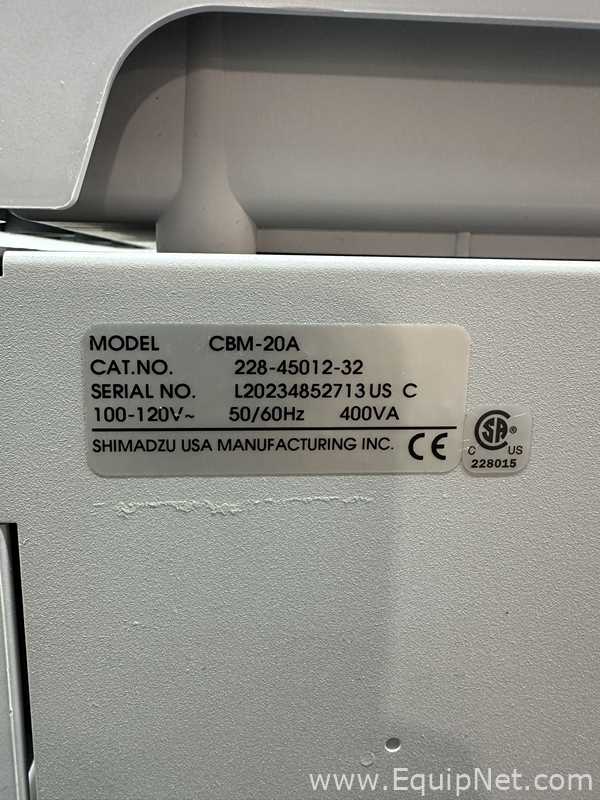 MODEL CBM-20A
CAT.NO. 228-45012-32
SERIAL NO. L20234852713 US C
100-120V~ 50/60Hz 400VA
SHIMADZU USA MANUFACTURING INC. CE
CSA ®
C US
228015
www.EquipNet.com